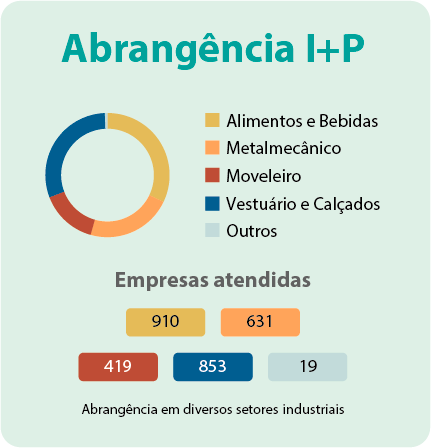 Abrangência I+P
Alimentos e Bebidas
Metalmecânico
Moveleiro
Vestuário e Calçados
Outros
Empresas atendidas
910 631
419 853 19
Abrangência em diversos setores industriais